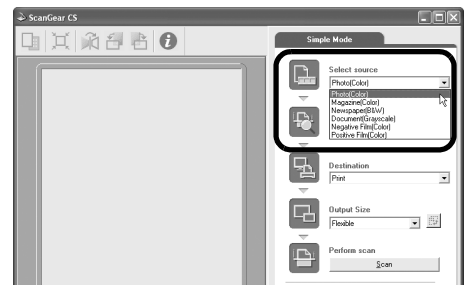 ScanGear CS
Simple Mode
Select source
Photo(Color)
Photo(Color)
Magazine(Color)
Newspaper(B&W)
Document(Grayscale)
Negative Film(Color)
Positive Film(Color)
Destination
Print
Output Size
Flexible
Perform scan
Scan